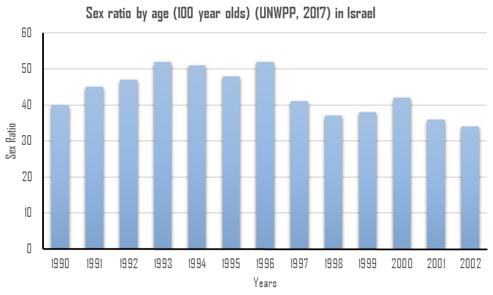 Sex ratio by age (100 year olds) (UNWPP, 2017) in Israel
60
50
40
30
20
10
0
Sex Ratio
1990 1991 1992 1993 1994 1995 1996 1997 1998 1999 2000 2001 2002
Years